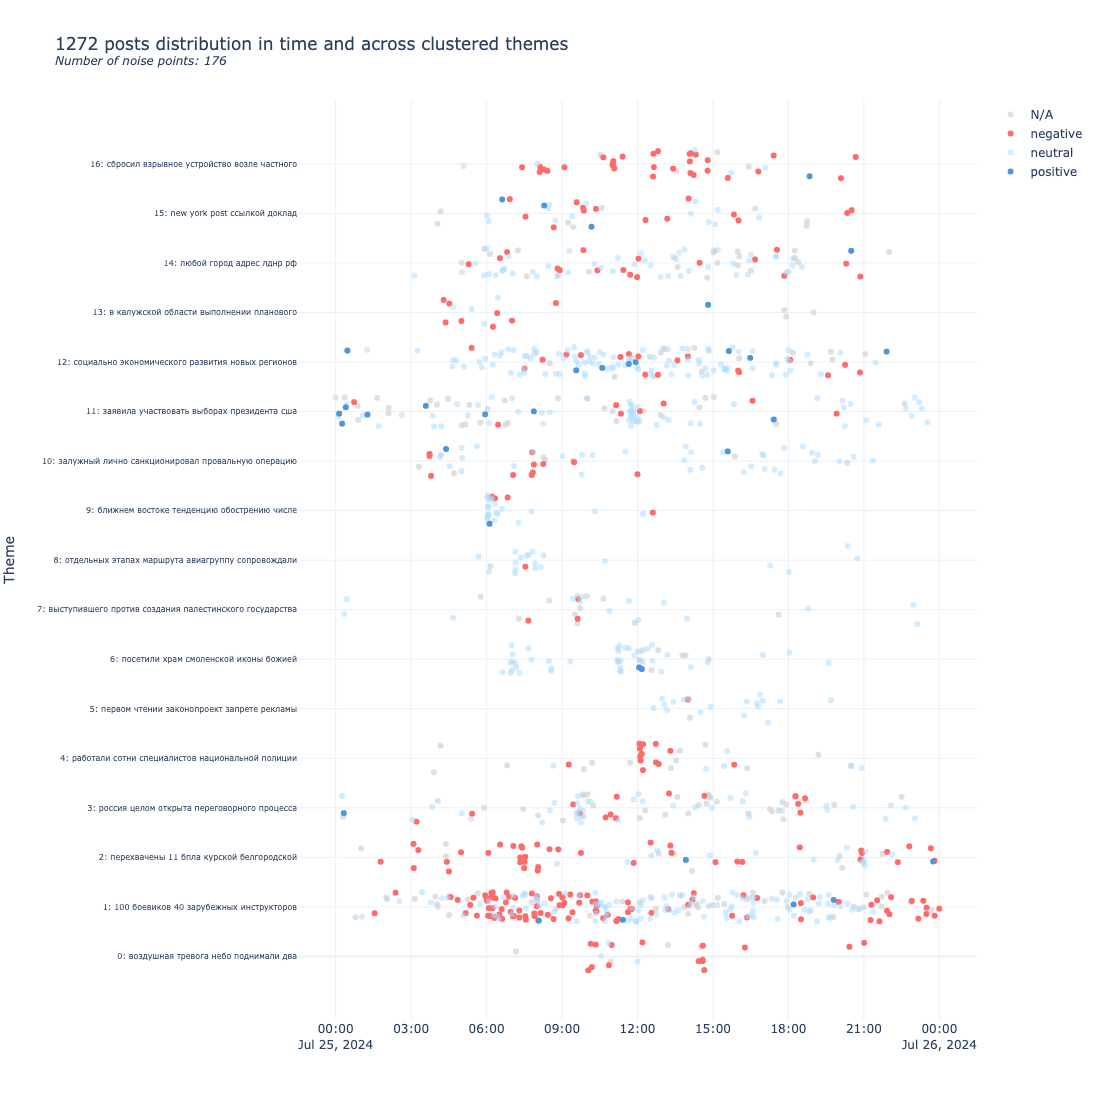 1272 posts distribution in time and across clustered themes
Number of noise points: 176
N/A
negative
neutral
positive
Theme
16: сбросил взрывное устройство возле частного
15: new york post ссылкой доклад
14: любой город адрес лднр рф
13: в калужской области выполнении планового
12: социально экономического развития новых регионов
11: заявила участвовать выборах президента сша
10: залужный лично санкционировал провальную операцию
9: ближнем востоке тенденцию обострению числе
8: отдельных этапах маршрута авиагруппу сопровождали
7: выступившего против создания палестинского государства
6: посетили храм смоленской иконы божией
5: первом чтении законопроект запрете рекламы
4: работали сотни специалистов национальной полиции
3: россия целом открыта переговорного процесса
2: перехвачены 11 бпла курской белгородской
1: 100 боевиков 40 зарубежных инструкторов
0: воздушная тревога небо поднимали два
00:00 03:00 06:00 09:00 12:00 15:00 18:00 21:00 00:00
Jul 25, 2024 Jul 26, 2024